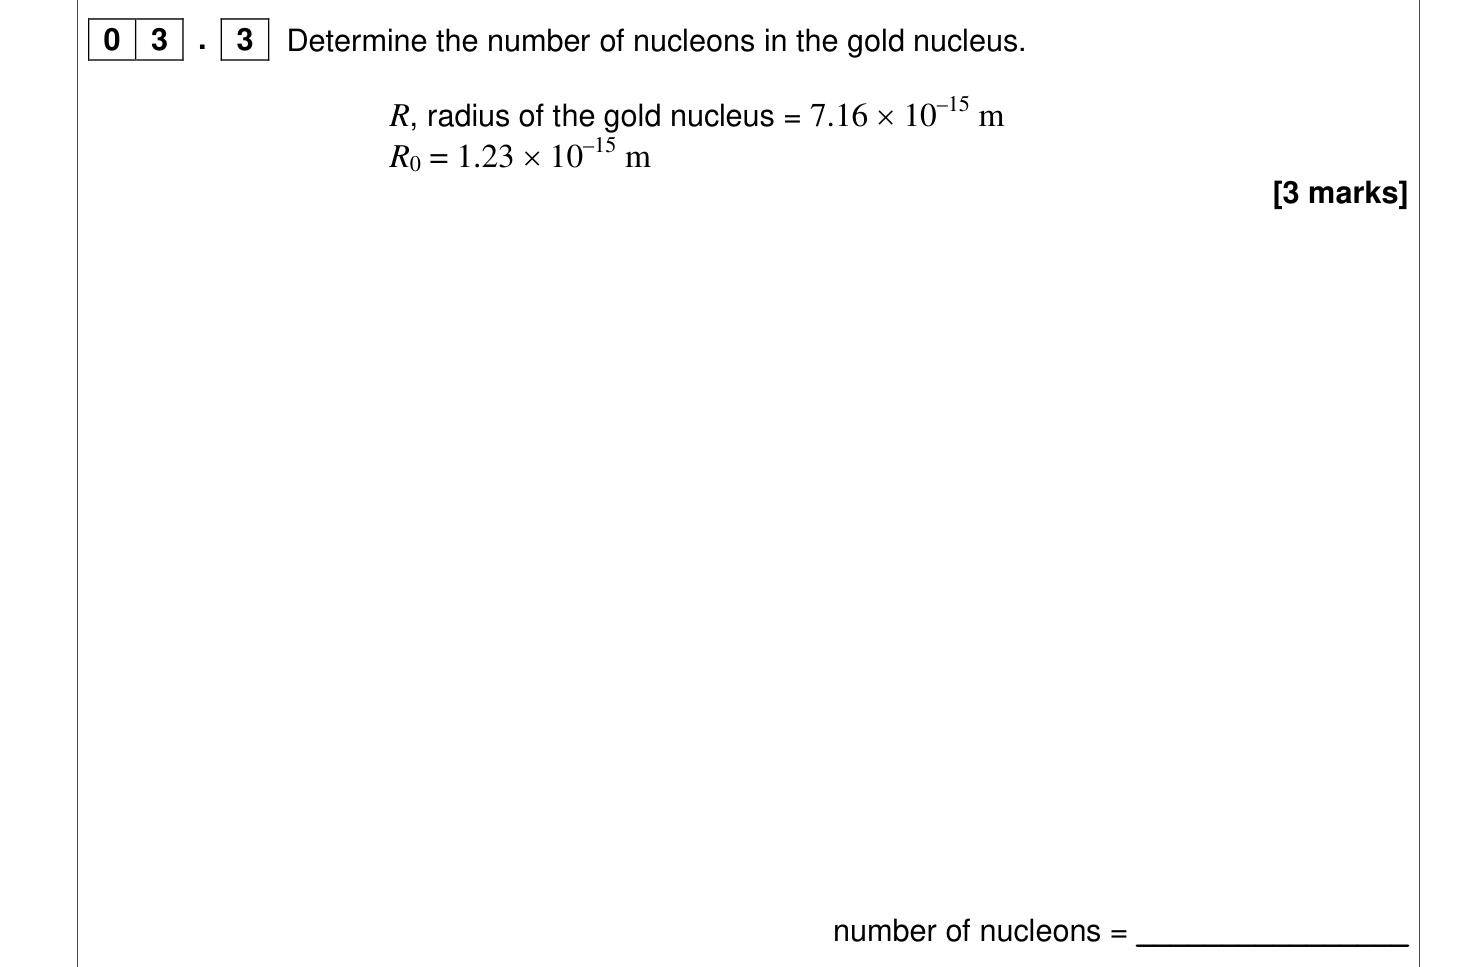 0 3 . 3 Determine the number of nucleons in the gold nucleus.
R, radius of the gold nucleus = 7.16 × 10⁻¹⁵ m
R₀ = 1.23 × 10⁻¹⁵ m
[3 marks]
number of nucleons = ________________